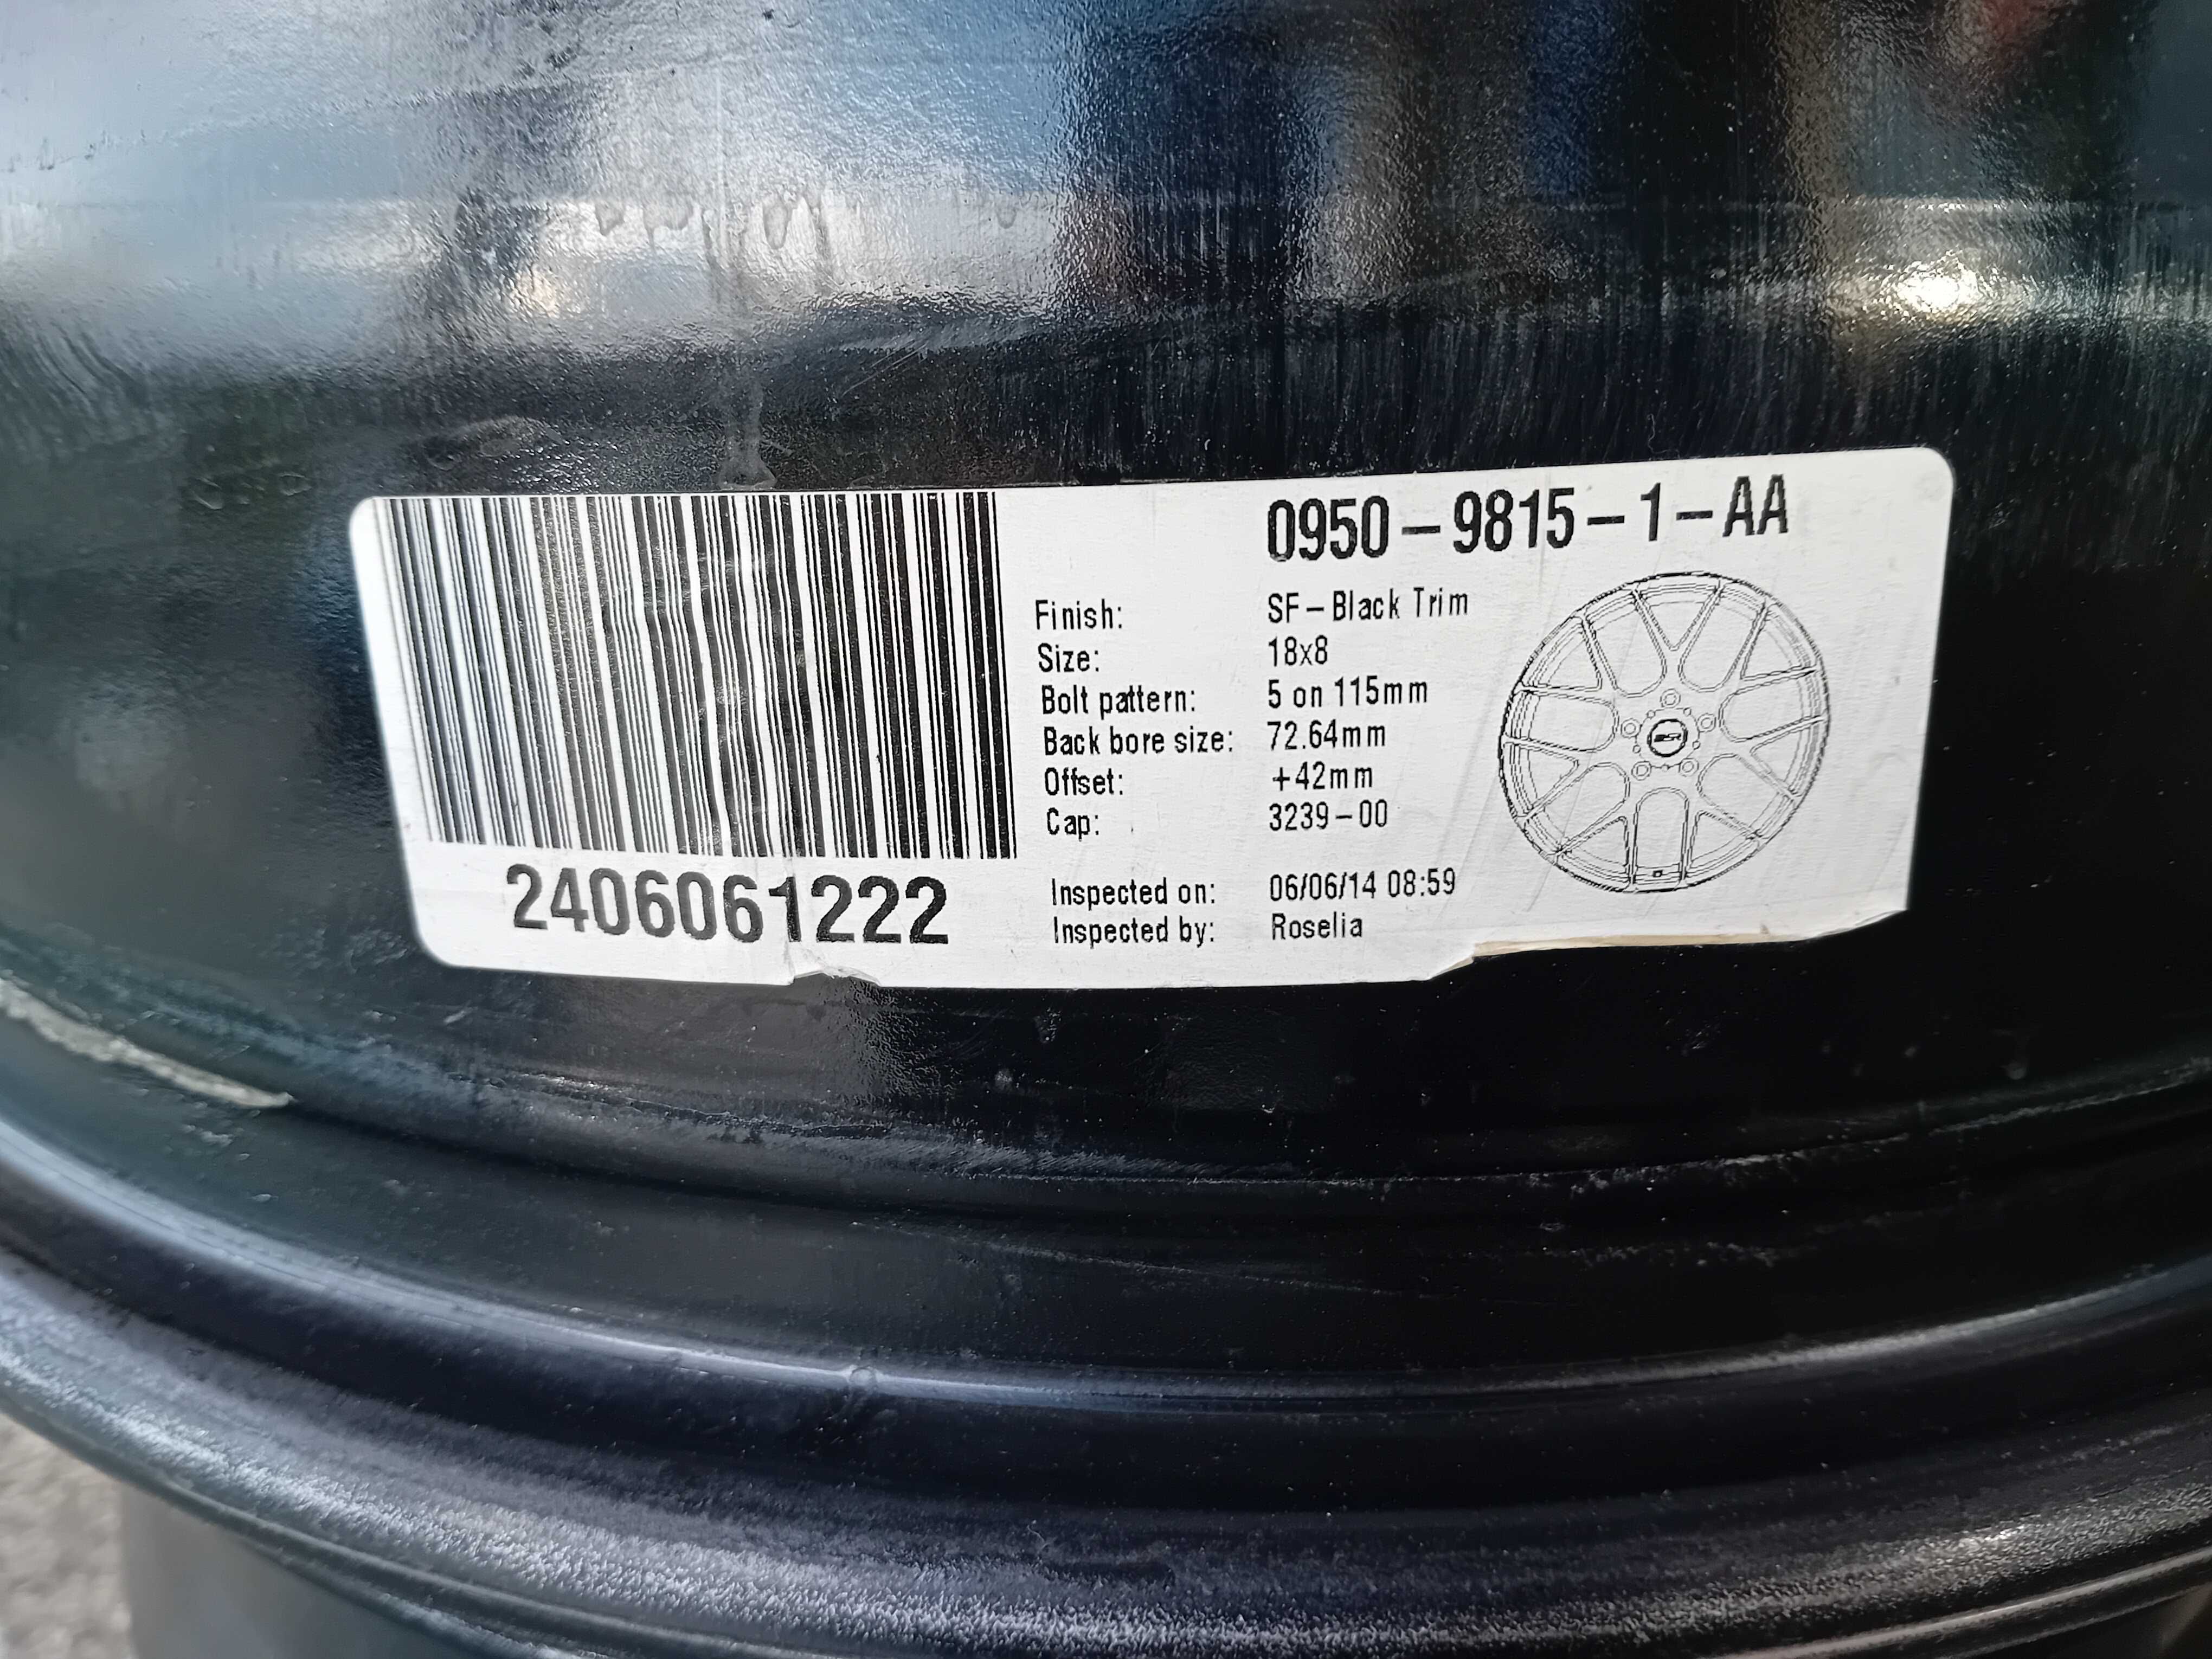 0950-9815-1-AA
Finish: SF-Black Trim
Size: 18x8
Bolt pattern: 5 on 115mm
Back bore size: 72.64mm
Offset: +42mm
Cap: 3239-00
Inspected on: 06/06/14 08:59
Inspected by: Roselia
2406061222